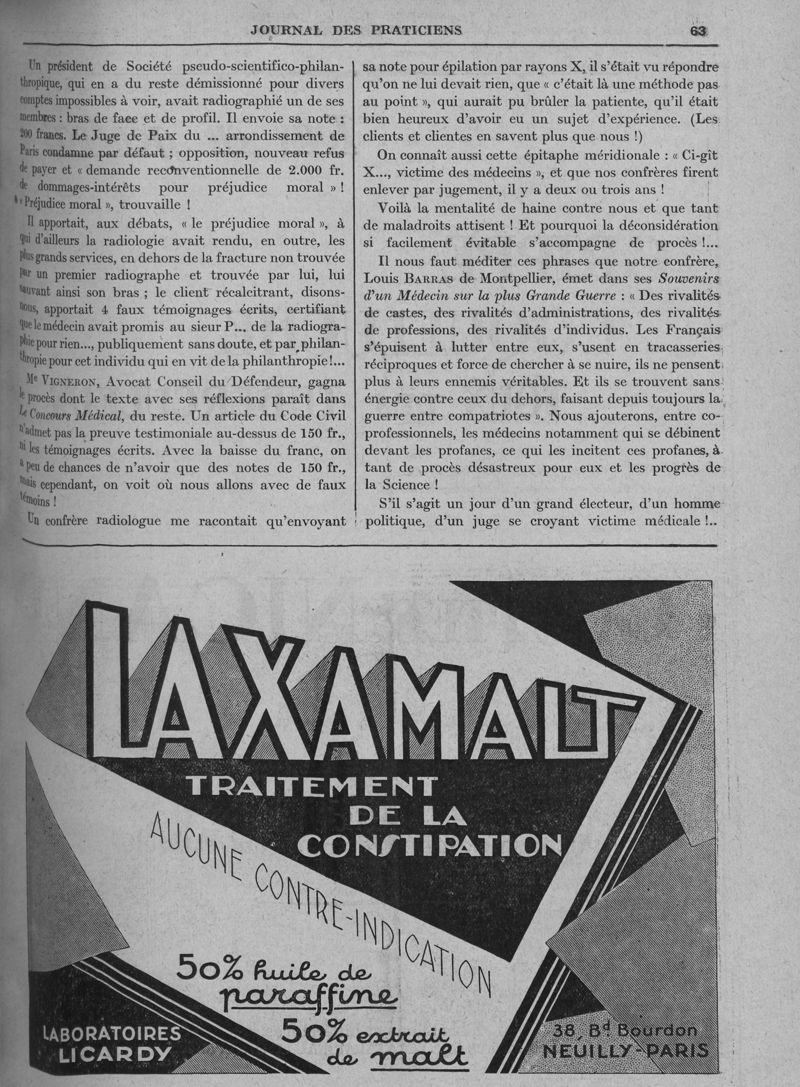 JOURNAL DES PRATICIENS
63
Un président de Société pseudo-scientifico-philan-
thropique, qui en a du reste démissionné pour divers
comptes impossibles à voir, avait radiographié un de ses
membres : bras de face et de profil. Il envoie sa note :
200 francs. Le Juge de Paix du ... arrondissement de
Paris condamne par défaut ; opposition, nouveau refus
de payer et « demande reconventionnelle de 2.000 fr.
de dommages-intérêts pour préjudice moral » !
« Préjudice moral », trouvaille !
Il apportait, aux débats, « le préjudice moral », à
qui d'ailleurs la radiologie avait rendu, en outre, les
plus grands services, en dehors de la fracture non trouvée
par un premier radiographe et trouvée par lui, lui
sauvant ainsi son bras ; le client récalcitrant, disons-
nous, apportait 4 faux témoignages écrits, certifiant
que le médecin avait promis au sieur P... de la radiogra-
phie pour rien..., publiquement sans doute, et par philan-
thropie pour cet individu qui en vit de la philanthropie !...
Me VIGNERON, Avocat Conseil du Défendeur, gagna
le procès dont le texte avec ses réflexions paraît dans
Le Concours Médical, du reste. Un article du Code Civil
n'admet pas la preuve testimoniale au-dessus de 150 fr.,
ni les témoignages écrits. Avec la baisse du franc, on
a peu de chances de n'avoir que des notes de 150 fr.,
mais cependant, on voit où nous allons avec de faux
témoins !
Un confrère radiologue me racontait qu'envoyant
sa note pour épilation par rayons X, il s'était vu répondre
qu'on ne lui devait rien, que « c'était là une méthode pas
au point », qui aurait pu brûler la patiente, qu'il était
bien heureux d'avoir eu un sujet d'expérience. (Les
clients et clientes en savent plus que nous !)
On connaît aussi cette épitaphe méridionale : « Ci-gît
X..., victime des médecins », et que nos confrères firent
enlever par jugement, il y a deux ou trois ans !
Voilà la mentalité de haine contre nous et que tant
de maladroits attisent ! Et pourquoi la déconsidération
si facilement évitable s'accompagne de procès !...
Il nous faut méditer ces phrases que notre confrère,
Louis BARRAS de Montpellier, émet dans ses Souvenirs
d'un Médecin sur la plus Grande Guerre : « Des rivalités
de castes, des rivalités d'administrations, des rivalités
de professions, des rivalités d'individus. Les Français
s'épuisent à lutter entre eux, s'usent en tracasseries
réciproques et force de chercher à se nuire, ils ne pensent
plus à leurs ennemis véritables. Et ils se trouvent sans
énergie contre ceux du dehors, faisant depuis toujours la
guerre entre compatriotes ». Nous ajouterons, entre co-
professionnels, les médecins notamment qui se débinent
devant les profanes, ce qui les incitent ces profanes, à
tant de procès désastreux pour eux et les progrès de
la Science !
S'il s'agit un jour d'un grand électeur, d'un homme
politique, d'un juge se croyant victime médicale !..
LAXAMALT
TRAITEMENT
DE LA
CONSTIPATION
AUCUNE CONTRE-INDICATION
50% huile de
paraffine
50% extrait
de malt
LABORATOIRES
LICARDY
38, Bd Bourdon
NEUILLY-PARIS